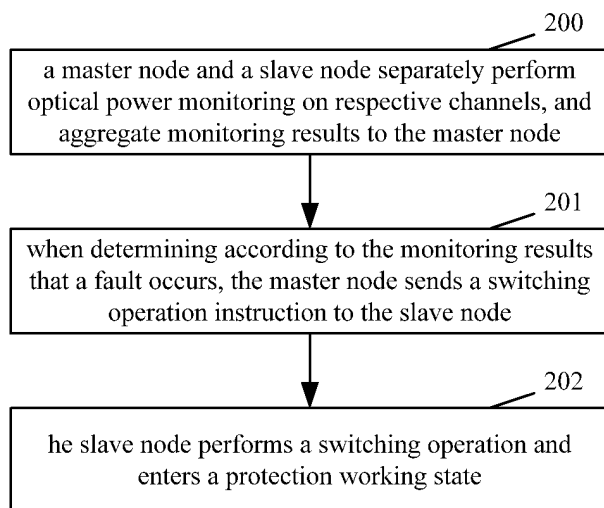 200
a master node and a slave node separately perform
optical power monitoring on respective channels, and
aggregate monitoring results to the master node
201
when determining according to the monitoring results
that a fault occurs, the master node sends a switching
operation instruction to the slave node
202
he slave node performs a switching operation and
enters a protection working state